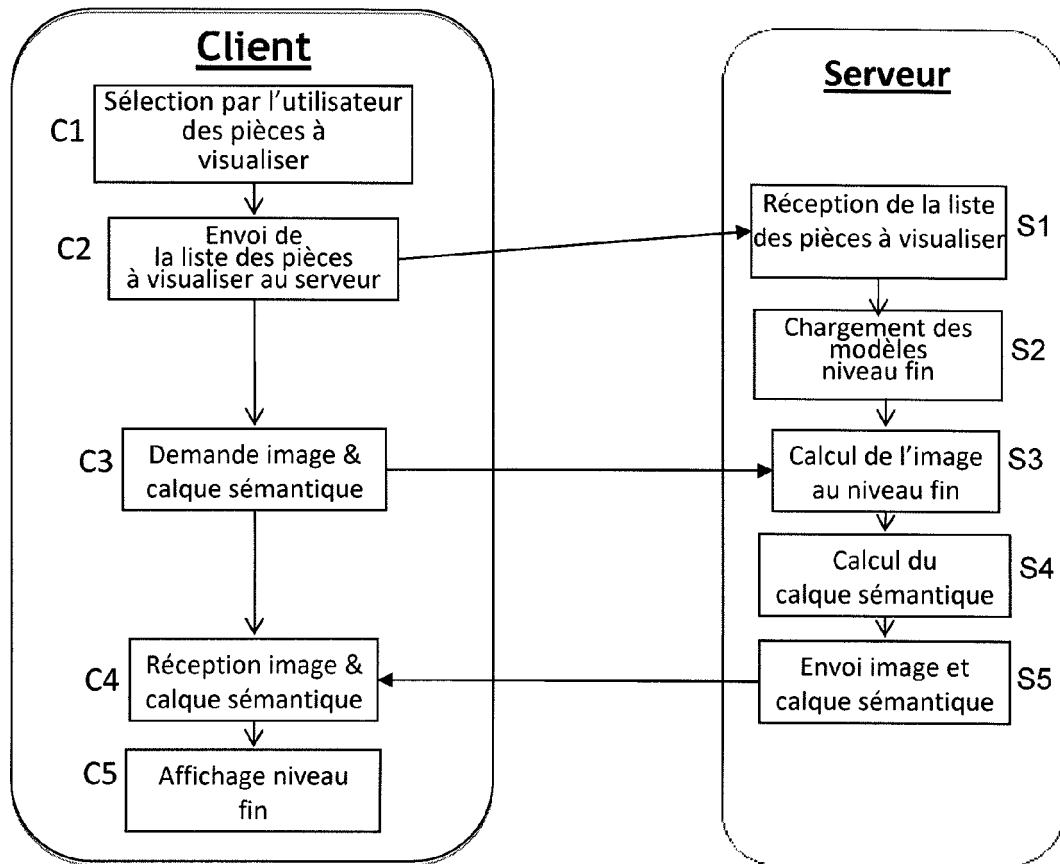 Client
C1
Sélection par l’utilisateur
des pièces à
visualiser
C2
Envoi de
la liste des pièces
à visualiser au serveur
C3
Demande image &
calque sémantique
C4
Réception image &
calque sémantique
C5
Affichage niveau
fin
Serveur
Réception de la liste
des pièces à visualiser
S1
Chargement des
modèles
niveau fin
S2
Calcul de l’image
au niveau fin
S3
Calcul du
calque sémantique
S4
Envoi image et
calque sémantique
S5